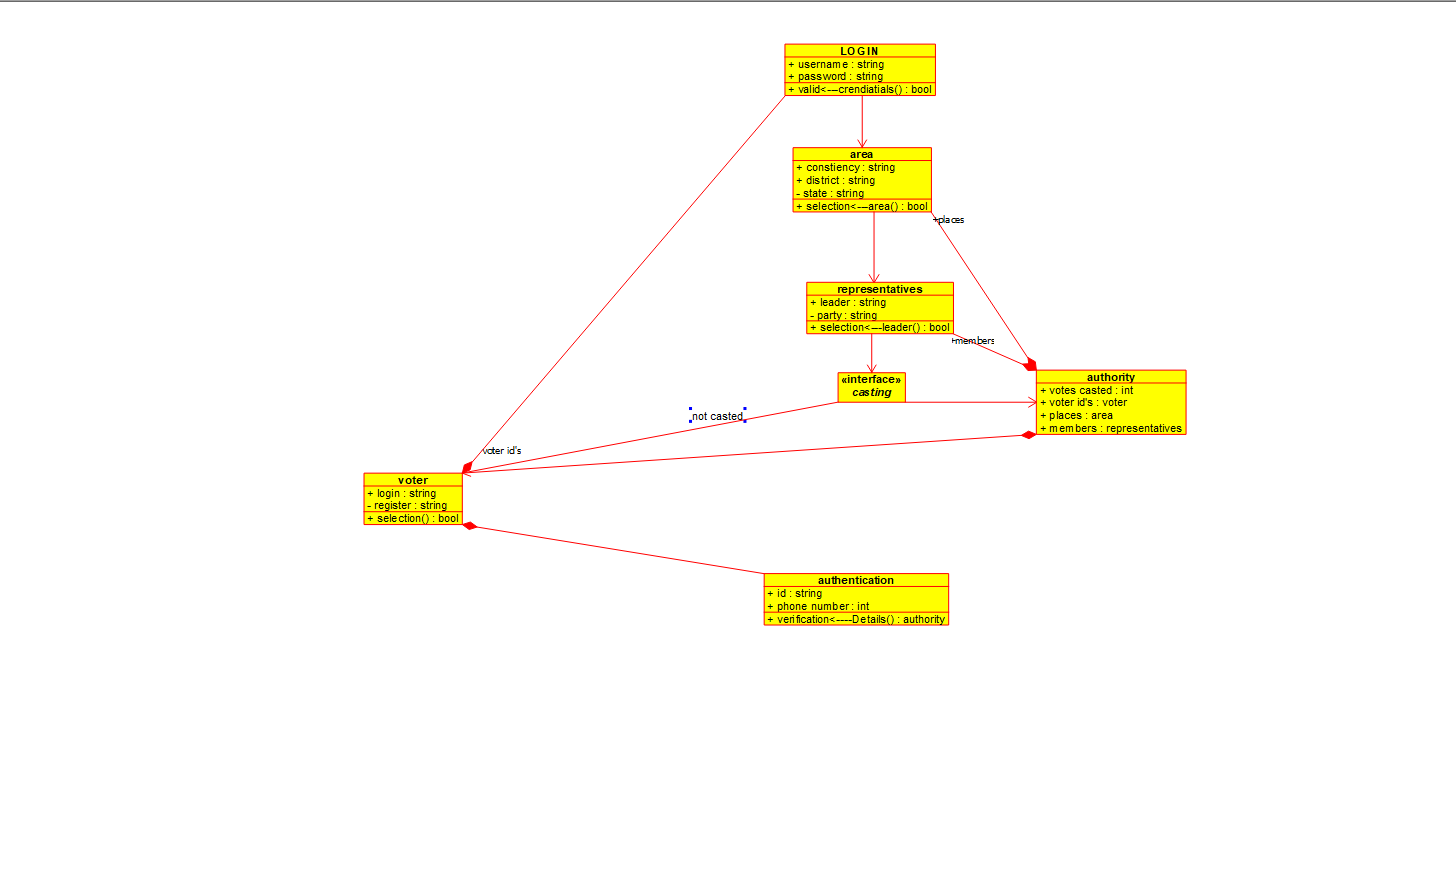 LOGIN
+ username : string
+ password : string
+ valid<---crendiatials() : bool
area
+ constiency : string
+ district : string
- state : string
+ selection<---area() : bool
+places
representatives
+ leader : string
- party : string
+ selection<---leader() : bool
+members
«interface»
casting
authority
+ votes casted : int
+ voter id's : voter
+ places : area
+ members : representatives
not casted
voter id's
voter
+ login : string
- register : string
+ selection() : bool
authentication
+ id : string
+ phone number : int
+ verification<----Details() : authority